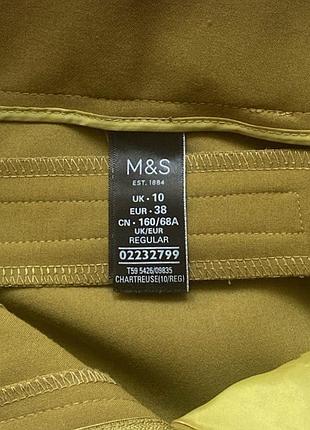 M&S
EST. 1884
UK • 10
EUR • 38
CN • 160/68A
UK/EUR
REGULAR
02232799
T59 5426/09835
CHARTREUSE(10/REG)